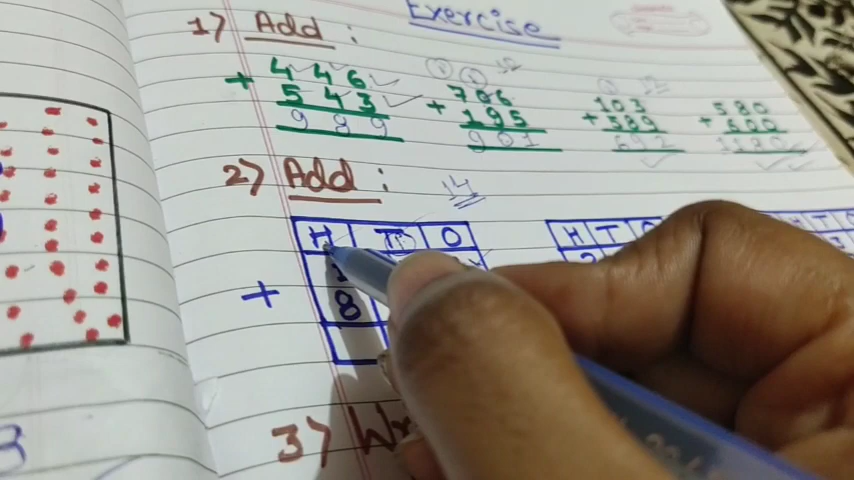 Exercise
1) Add :
446 706 103 580
+ 543 + 195 + 589 + 600
989 901 692 1180
2) Add :
14
H T O H T O H T O
+ 8
3) Wr